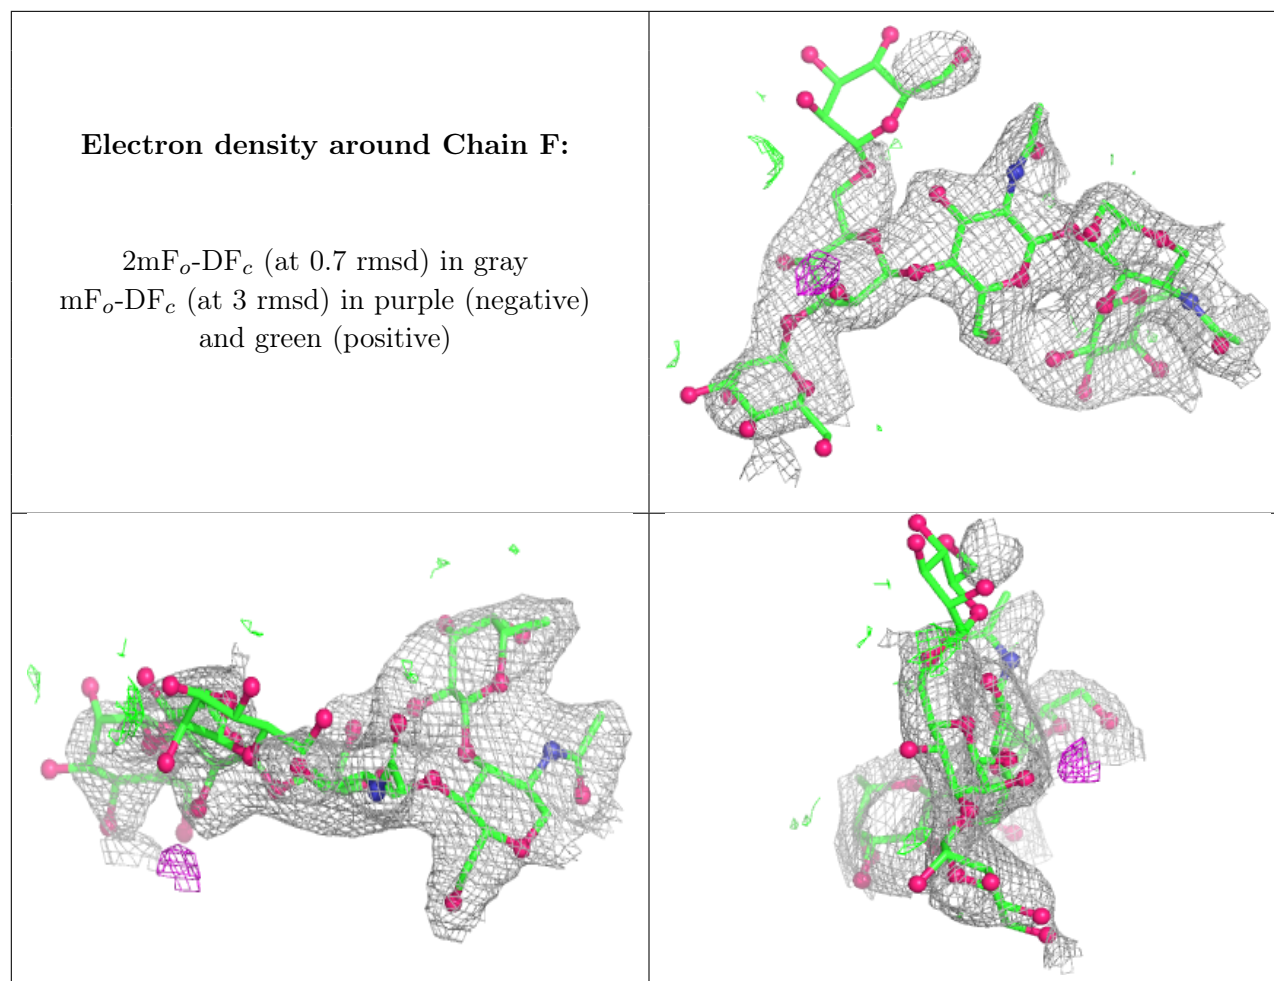 Electron density around Chain F:
2mFo-DFc (at 0.7 rmsd) in gray
mFo-DFc (at 3 rmsd) in purple (negative)
and green (positive)